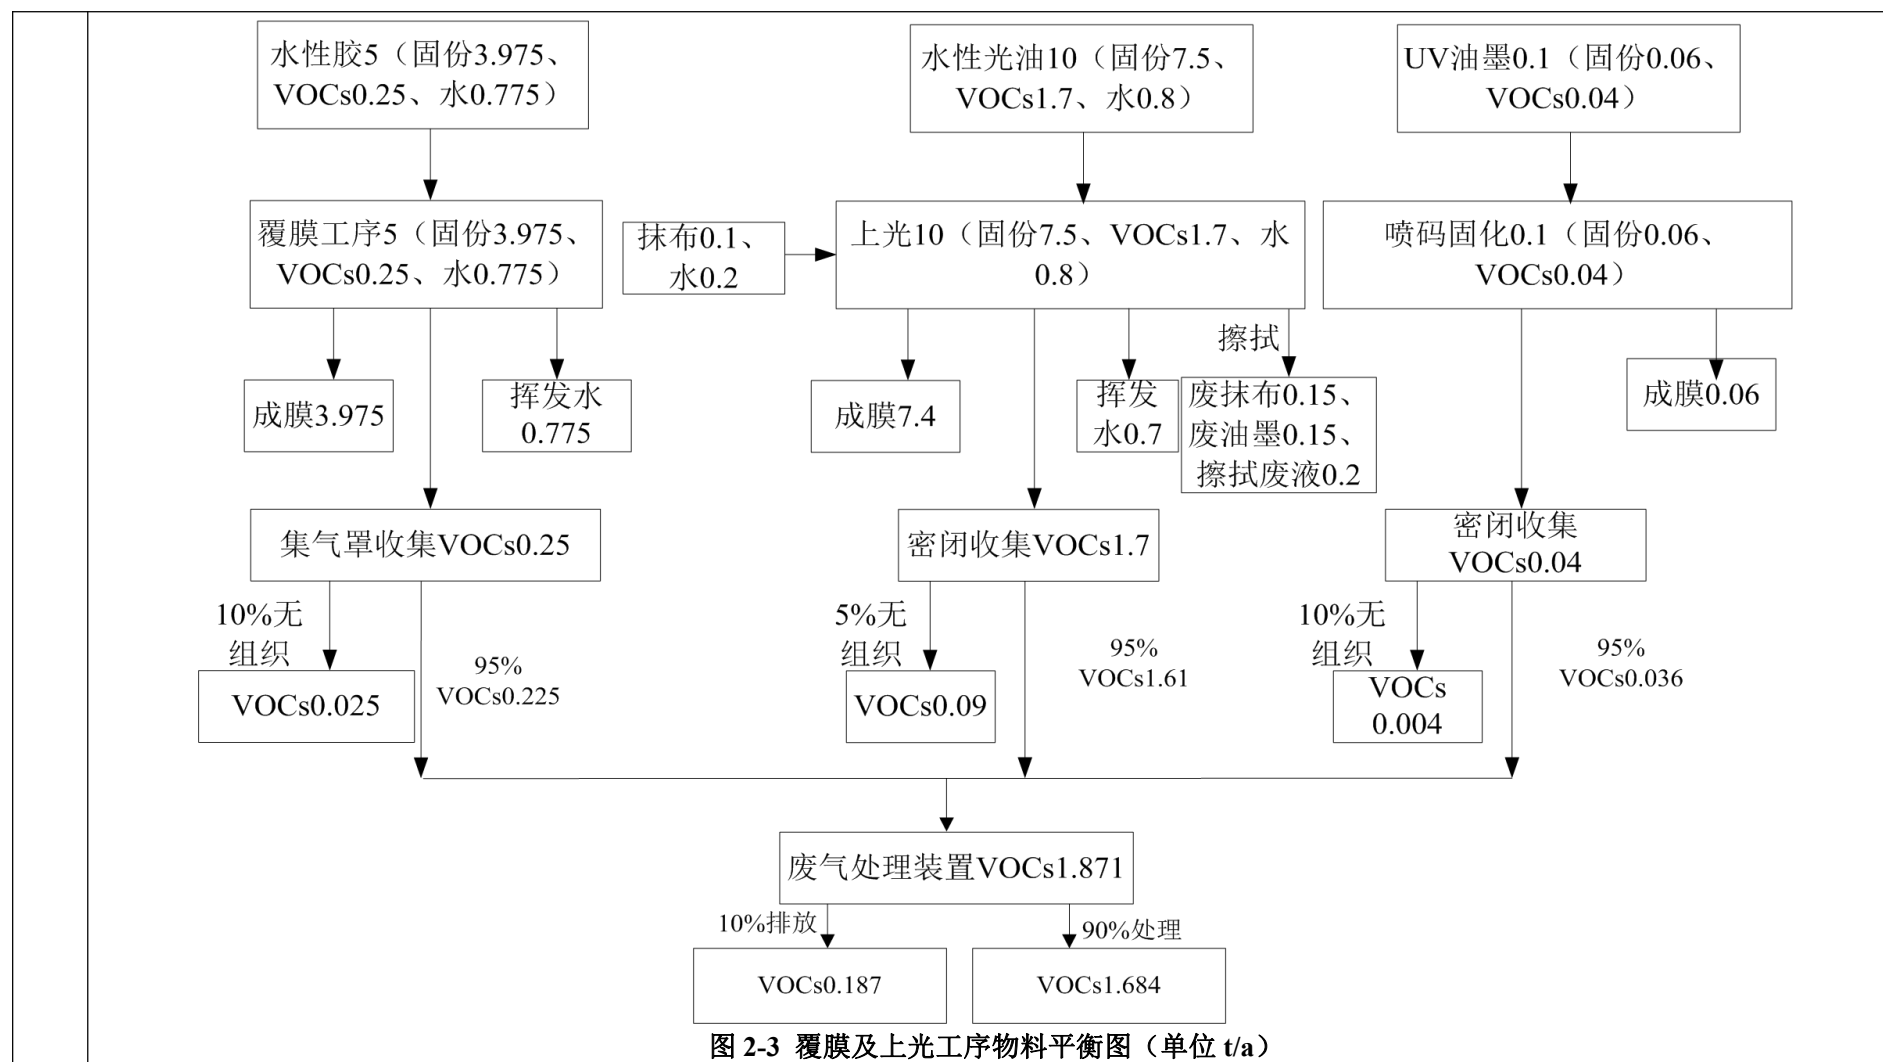 水性胶5（固份3.975、
VOCs0.25、水0.775）
水性光油10（固份7.5、
VOCs1.7、水0.8）
UV油墨0.1（固份0.06、
VOCs0.04）
覆膜工序5（固份3.975、
VOCs0.25、水0.775）
抹布0.1、
水0.2
上光10（固份7.5、VOCs1.7、水
0.8）
喷码固化0.1（固份0.06、
VOCs0.04）
擦拭
成膜3.975
挥发水
0.775
成膜7.4
挥发
水0.7
废抹布0.15、
废油墨0.15、
擦拭废液0.2
成膜0.06
集气罩收集VOCs0.25
密闭收集VOCs1.7
密闭收集
VOCs0.04
10%无
组织
95%
VOCs0.225
5%无
组织
95%
VOCs1.61
10%无
组织
95%
VOCs0.036
VOCs0.025
VOCs0.09
VOCs
0.004
废气处理装置VOCs1.871
10%排放
90%处理
VOCs0.187
VOCs1.684
图 2-3 覆膜及上光工序物料平衡图（单位 t/a）